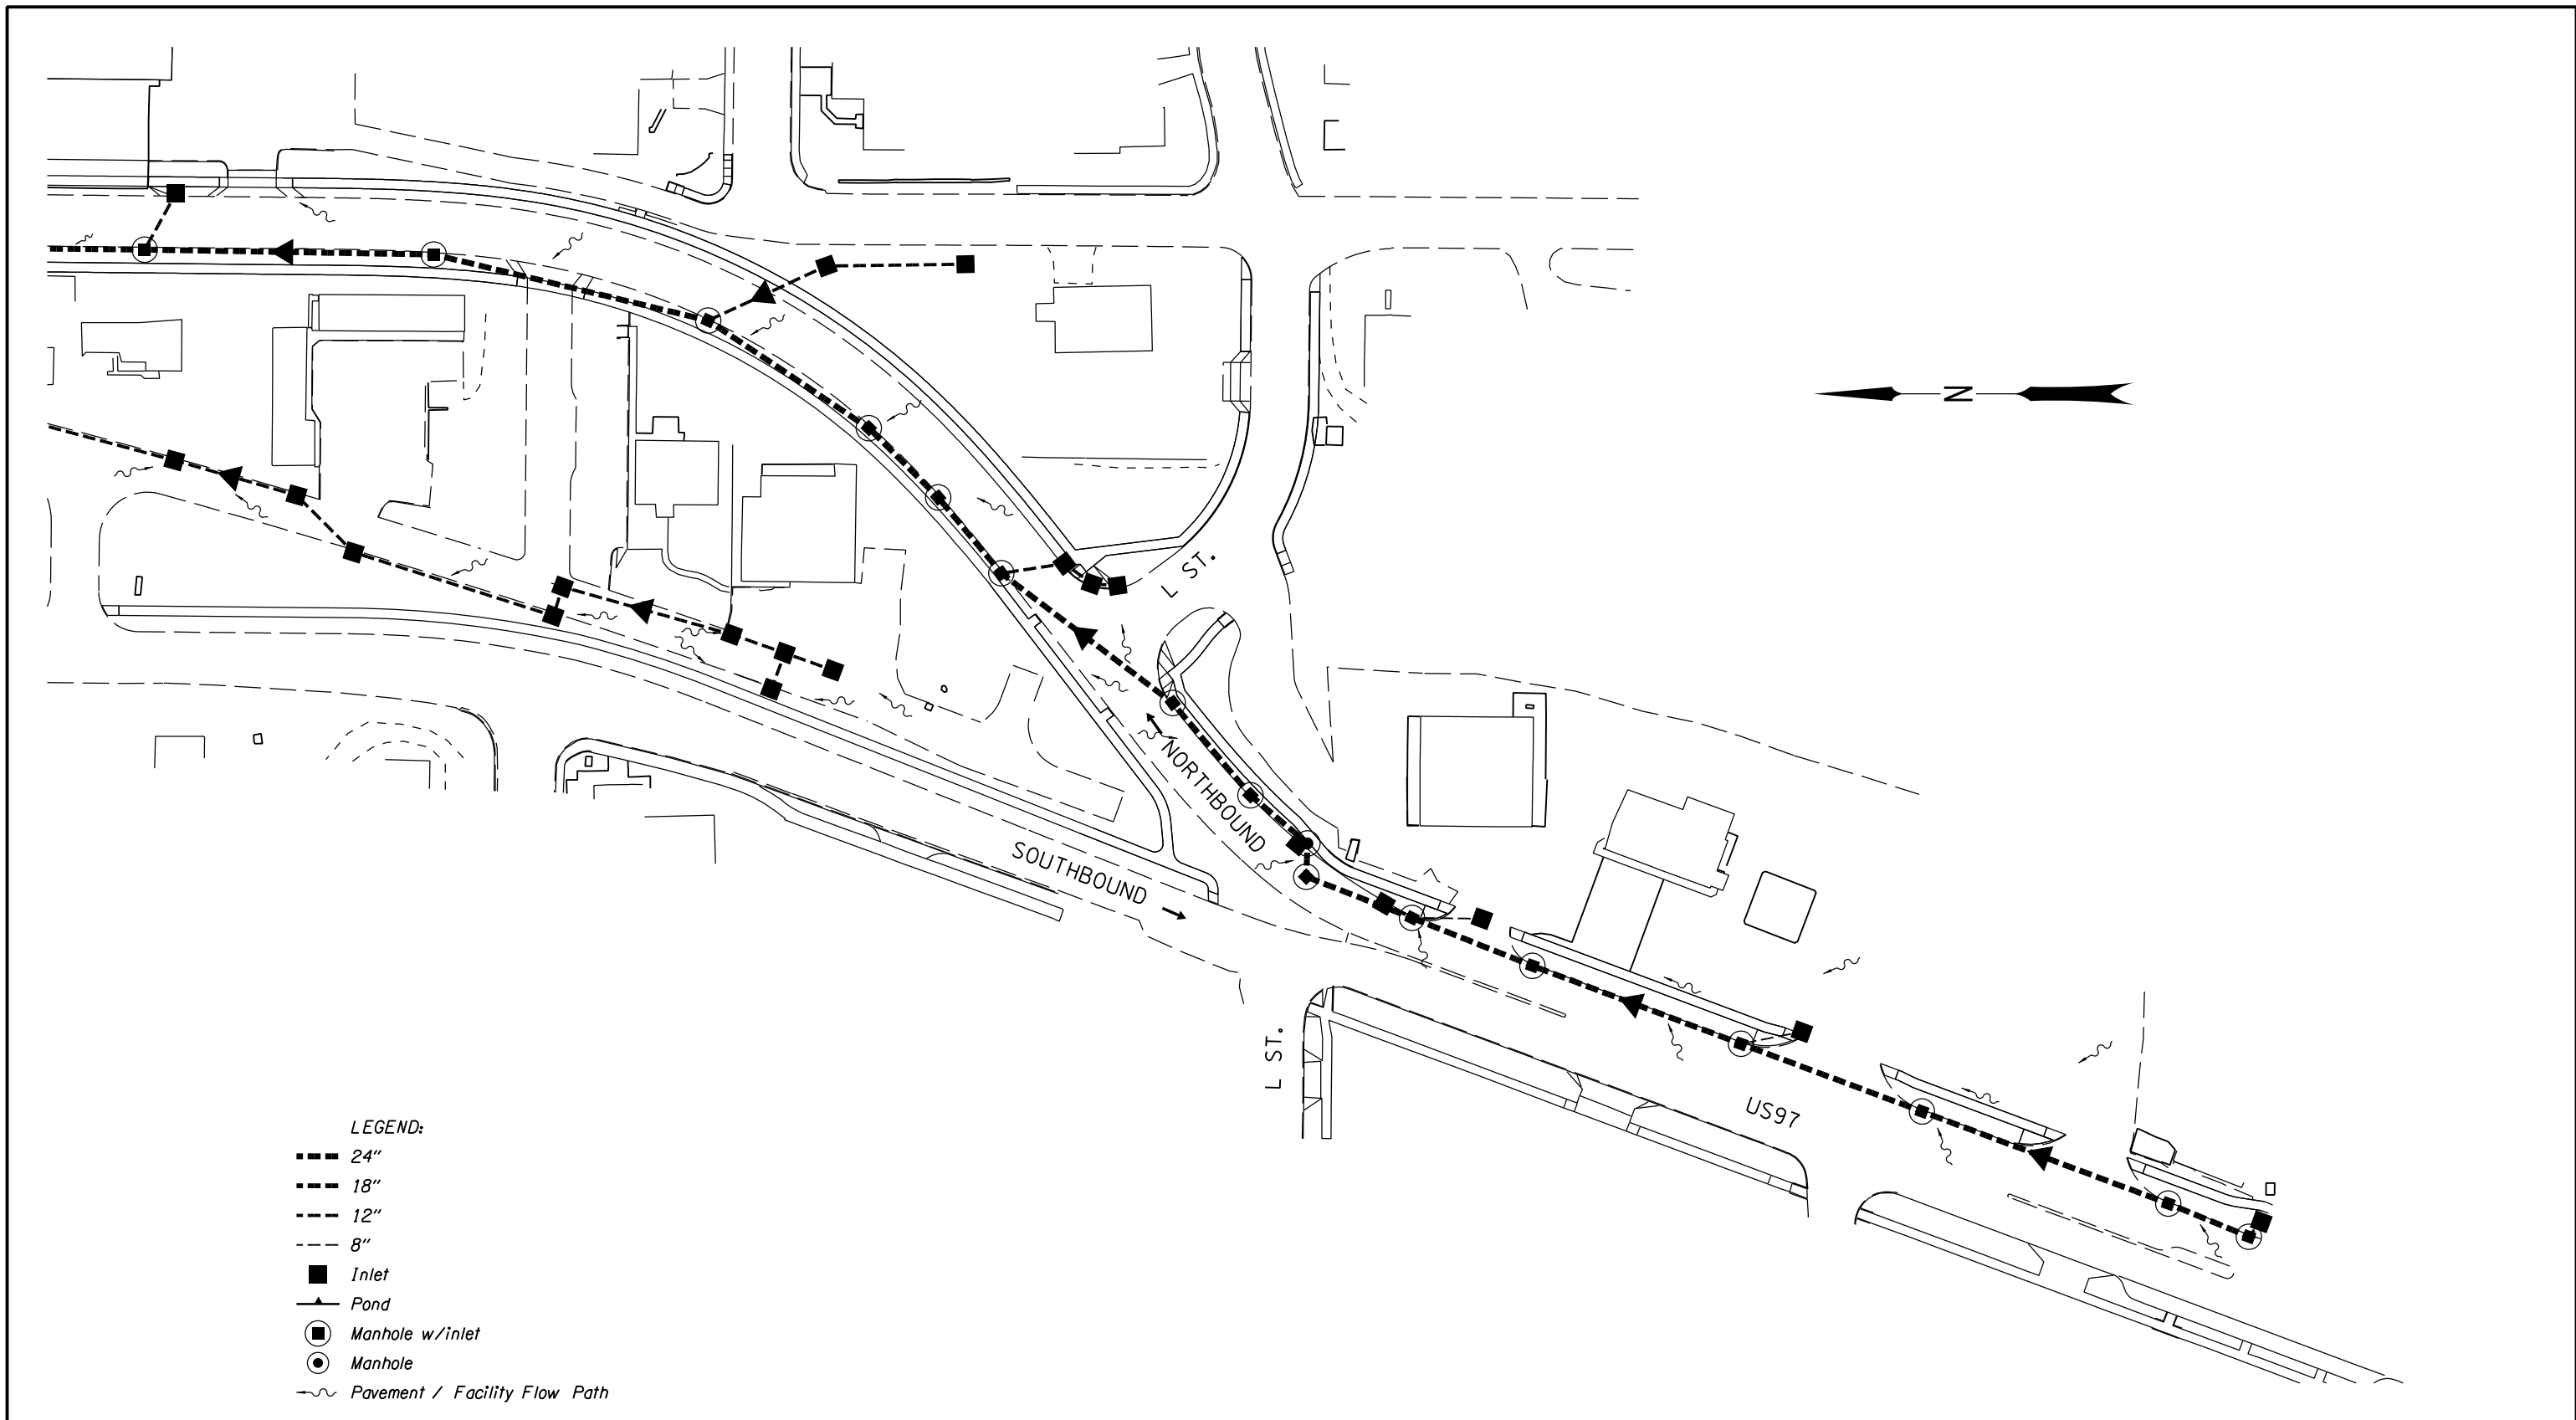 N
L ST.
NORTHBOUND
SOUTHBOUND
L ST.
US97
LEGEND:
24"
18"
12"
8"
Inlet
Pond
Manhole w/inlet
Manhole
Pavement / Facility Flow Path